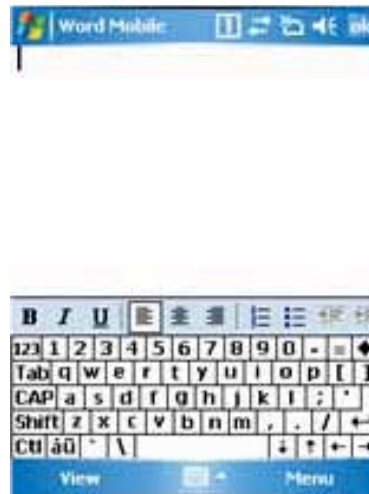 Word Mobile ok
B I U
123 1 2 3 4 5 6 7 8 9 0 - =
Tab q w e r t y u i o p [ ]
CAP a s d f g h j k l ; '
Shift z x c v b n m , . /
Ctl áü ` \
View Menu